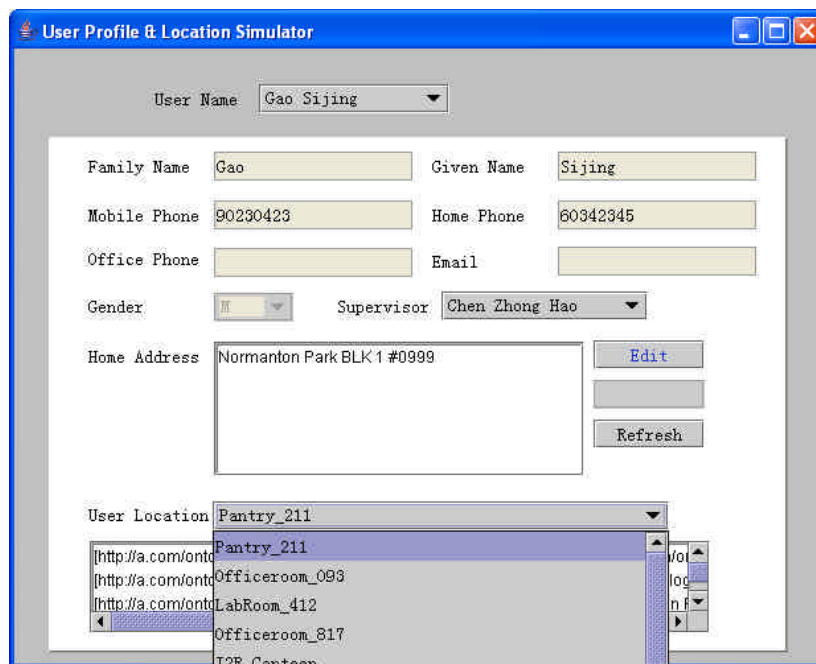 User Profile & Location Simulator
User Name Gao Sijing
Family Name Gao Given Name Sijing
Mobile Phone 90230423 Home Phone 60342345
Office Phone Email
Gender M Supervisor Chen Zhong Hao
Home Address Normanton Park BLK 1 #0999 Edit
Refresh
User Location Pantry_211
Pantry_211
[http://a.com/onto
Officeroom_093
[http://a.com/onto
LabRoom_412
[http://a.com/onto
Officeroom_817
I2R Canteen